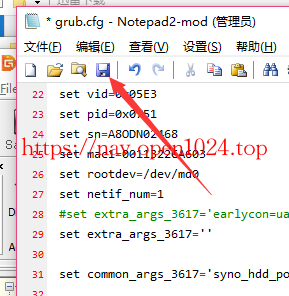 * grub.cfg - Notepad2-mod (管理员)
文件(F) 编辑(E) 查看(V) 设置(S) 帮助(H)
22 set vid=0x05E3
23 set pid=0x0751
24 set sn=A8ODN02468
25 set mac1=00113226A603
26 set rootdev=/dev/md0
27 set netif_num=1
28 #set extra_args_3617='earlycon=ua
29 set extra_args_3617=''
30
31 set common_args_3617='syno_hdd_po
https://nav.open1024.top